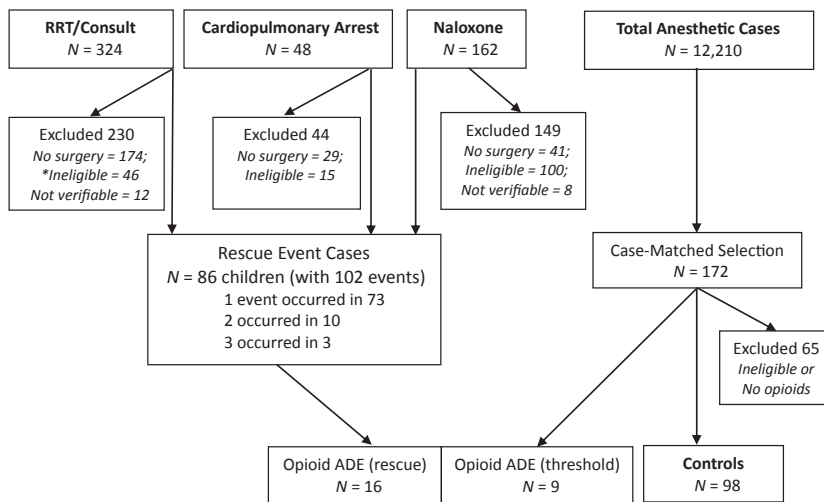 RRT/Consult
N = 324
Cardiopulmonary Arrest
N = 48
Naloxone
N = 162
Total Anesthetic Cases
N = 12,210
Excluded 230
No surgery = 174;
*Ineligible = 46
Not verifiable = 12
Excluded 44
No surgery = 29;
Ineligible = 15
Excluded 149
No surgery = 41;
Ineligible = 100;
Not verifiable = 8
Rescue Event Cases
N = 86 children (with 102 events)
1 event occurred in 73
2 occurred in 10
3 occurred in 3
Case-Matched Selection
N = 172
Excluded 65
Ineligible or
No opioids
Opioid ADE (rescue)
N = 16
Opioid ADE (threshold)
N = 9
Controls
N = 98